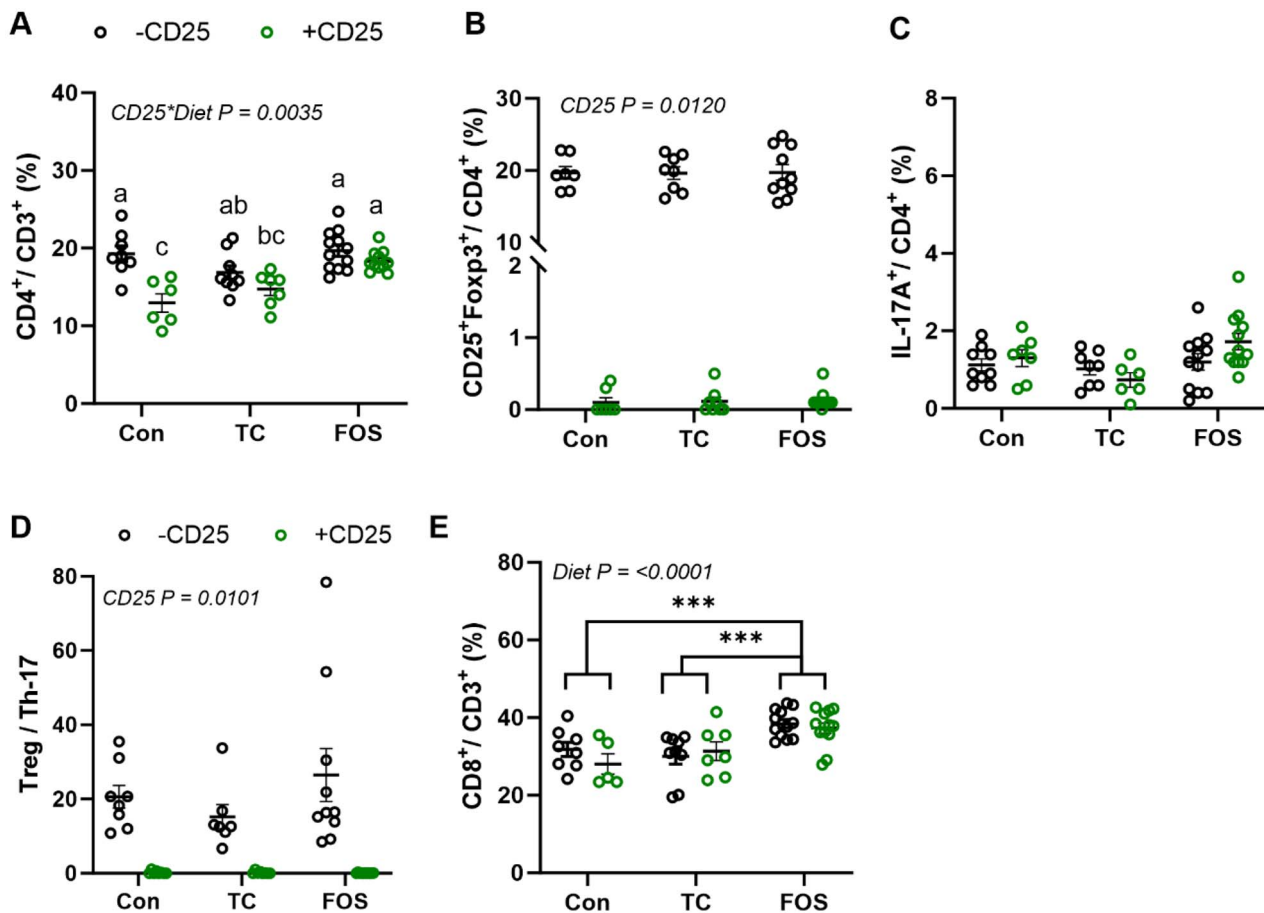 A
-CD25
+CD25
CD4⁺/ CD3⁺ (%)
40
30
20
10
0
CD25*Diet P = 0.0035
a
c
ab
bc
a
a
Con
TC
FOS
B
CD25⁺Foxp3⁺/ CD4⁺ (%)
30
20
10
2
1
0
CD25 P = 0.0120
Con
TC
FOS
C
IL-17A⁺/ CD4⁺ (%)
8
6
4
2
0
Con
TC
FOS
D
-CD25
+CD25
Treg / Th-17
80
60
40
20
0
CD25 P = 0.0101
Con
TC
FOS
E
CD8⁺/ CD3⁺ (%)
80
60
40
20
0
Diet P = <0.0001
***
***
Con
TC
FOS